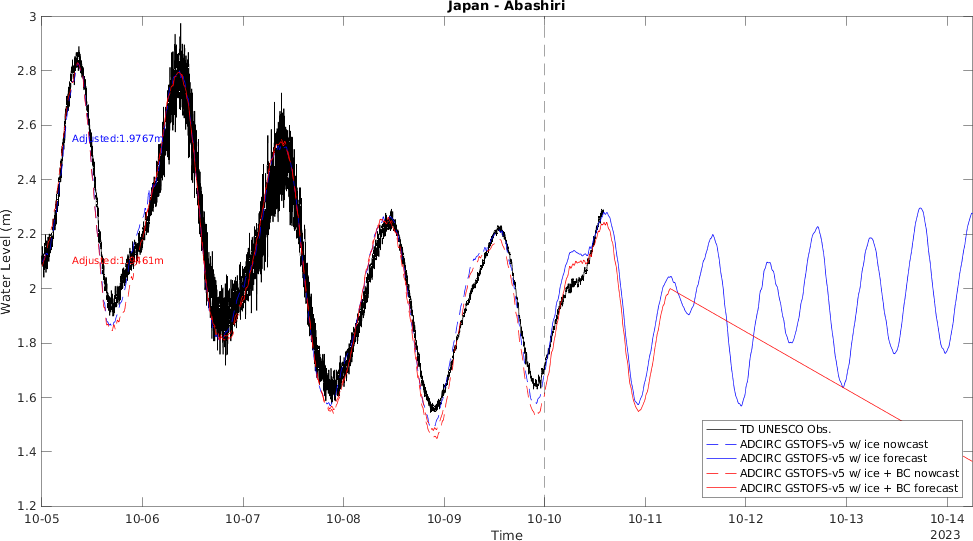 Japan - Abashiri
3
2.8
2.6
2.4
2.2
2
1.8
1.6
1.4
1.2
Water Level (m)
Adjusted:1.9767m
10-05
10-06
10-07
10-08
10-09
10-10
10-11
10-12
10-13
10-14
2023
Time
TD UNESCO Obs.
ADCIRC GSTOFS-v5 w/ ice nowcast
ADCIRC GSTOFS-v5 w/ ice forecast
ADCIRC GSTOFS-v5 w/ ice + BC nowcast
ADCIRC GSTOFS-v5 w/ ice + BC forecast